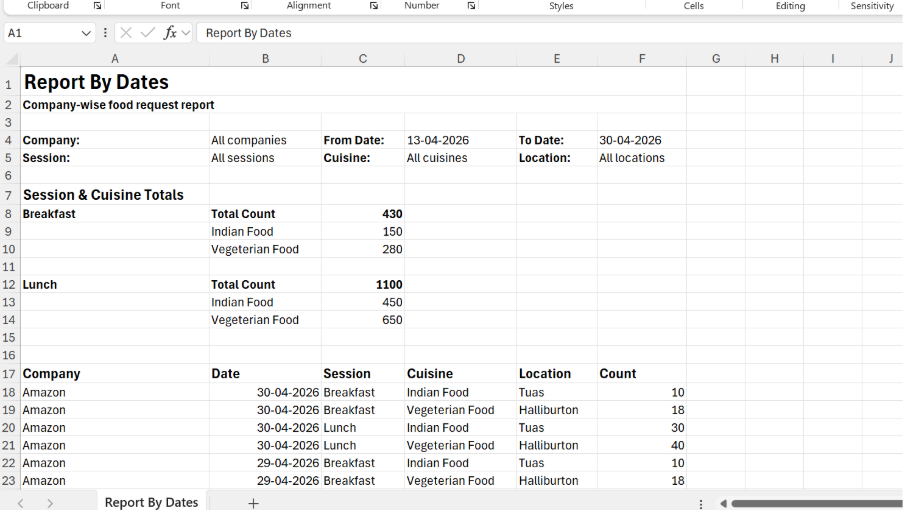 Clipboard Font Alignment Number Styles Cells Editing Sensitivity
A1 fx Report By Dates
A B C D E F G H I J
1 Report By Dates
2 Company-wise food request report
3
4 Company: All companies From Date: 13-04-2026 To Date: 30-04-2026
5 Session: All sessions Cuisine: All cuisines Location: All locations
6
7 Session & Cuisine Totals
8 Breakfast Total Count 430
9 Indian Food 150
10 Vegeterian Food 280
11
12 Lunch Total Count 1100
13 Indian Food 450
14 Vegeterian Food 650
15
16
17 Company Date Session Cuisine Location Count
18 Amazon 30-04-2026 Breakfast Indian Food Tuas 10
19 Amazon 30-04-2026 Breakfast Vegeterian Food Halliburton 18
20 Amazon 30-04-2026 Lunch Indian Food Tuas 30
21 Amazon 30-04-2026 Lunch Vegeterian Food Halliburton 40
22 Amazon 29-04-2026 Breakfast Indian Food Tuas 10
23 Amazon 29-04-2026 Breakfast Vegeterian Food Halliburton 18
Report By Dates